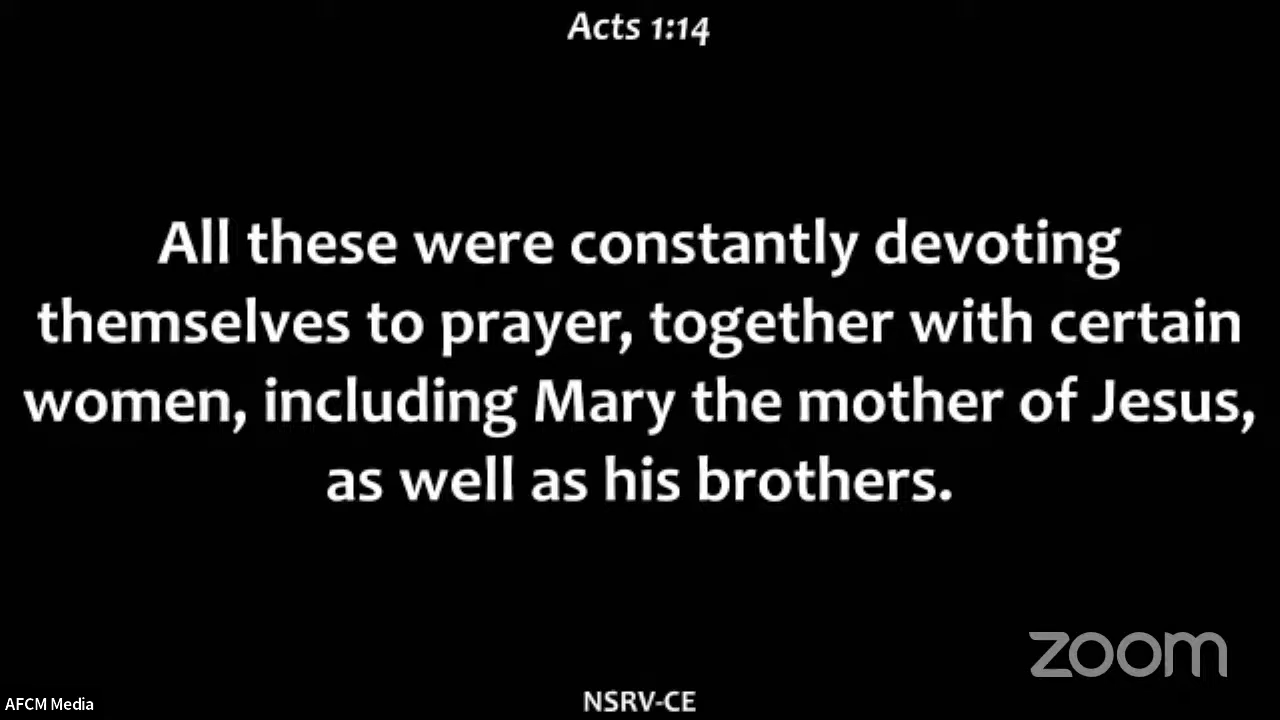 Acts 1:14
All these were constantly devoting
themselves to prayer, together with certain
women, including Mary the mother of Jesus,
as well as his brothers.
zoom
AFCM Media
NSRV-CE